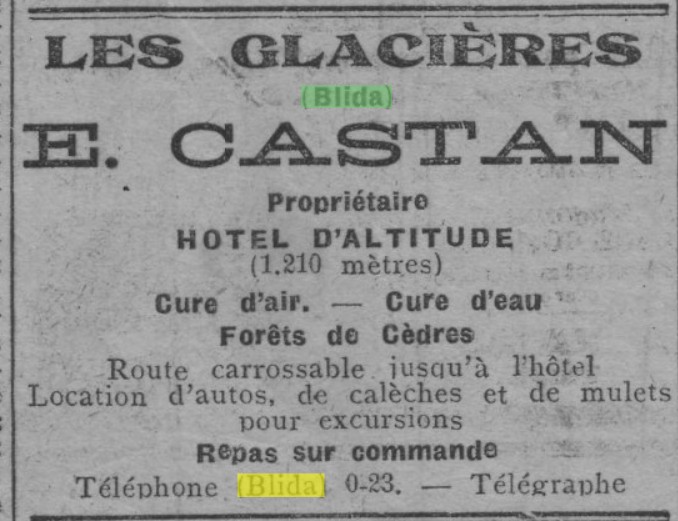 LES GLACIÈRES
(Blida)
E. CASTAN
Propriétaire
HOTEL D'ALTITUDE
(1.210 mètres)
Cure d'air. — Cure d'eau
Forêts de Cèdres
Route carrossable jusqu'à l'hôtel
Location d'autos, de calèches et de mulets
pour excursions
Repas sur commande
Téléphone (Blida) 0-23. — Télégraphe